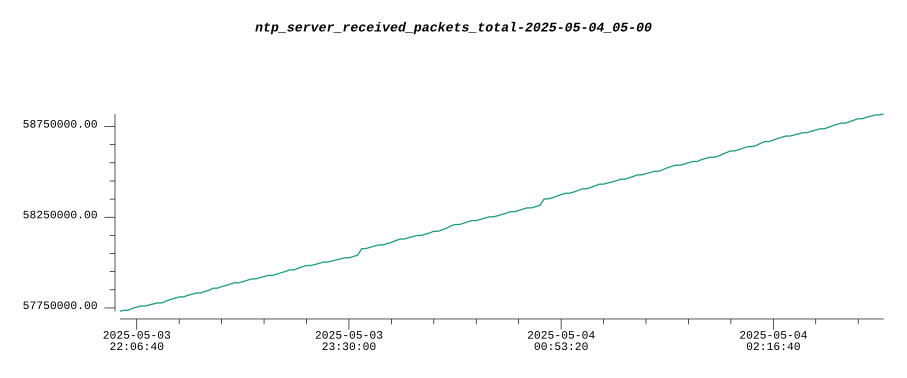 ntp_server_received_packets_total-2025-05-04_05-00
58750000.00
58250000.00
57750000.00
2025-05-03 2025-05-03 2025-05-04 2025-05-04
22:06:40 23:30:00 00:53:20 02:16:40